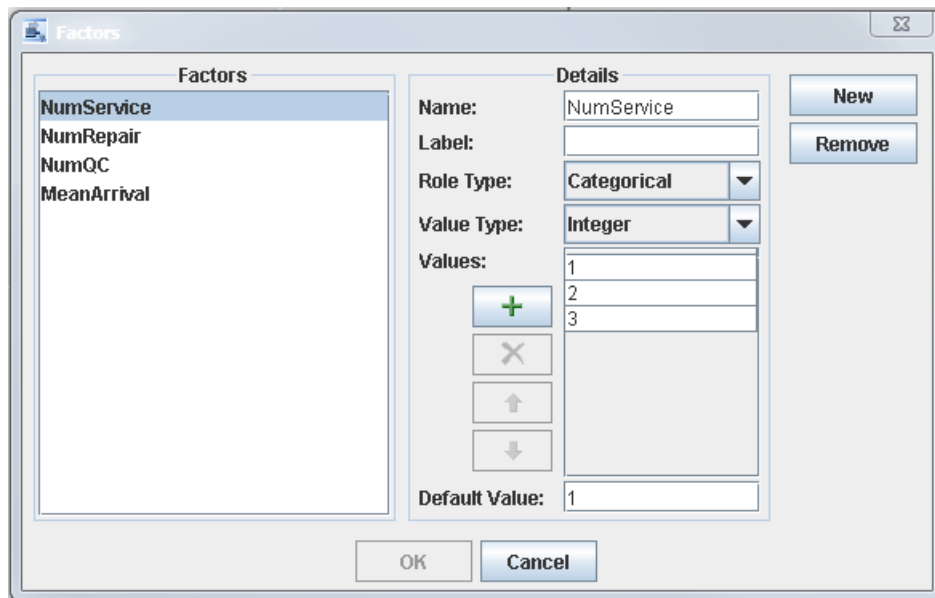 Factors
Factors
NumService
NumRepair
NumQC
MeanArrival
Details
Name: NumService
Label:
Role Type: Categorical
Value Type: Integer
Values:
1
2
3
Default Value: 1
New
Remove
OK Cancel